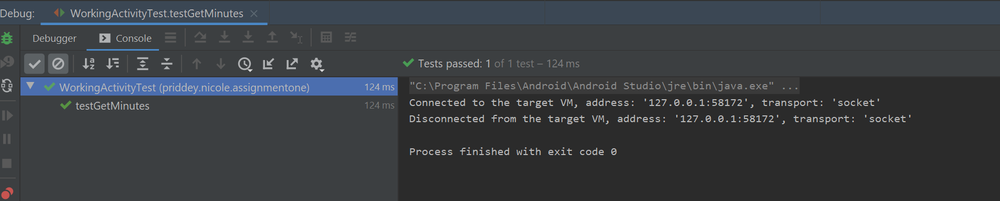 Debug: WorkingActivityTest.testGetMinutes
Debugger Console
Tests passed: 1 of 1 test – 124 ms
WorkingActivityTest (priddey.nicole.assignmentone) 124 ms
testGetMinutes 124 ms
"C:\Program Files\Android\Android Studio\jre\bin\java.exe" ...
Connected to the target VM, address: '127.0.0.1:58172', transport: 'socket'
Disconnected from the target VM, address: '127.0.0.1:58172', transport: 'socket'
Process finished with exit code 0